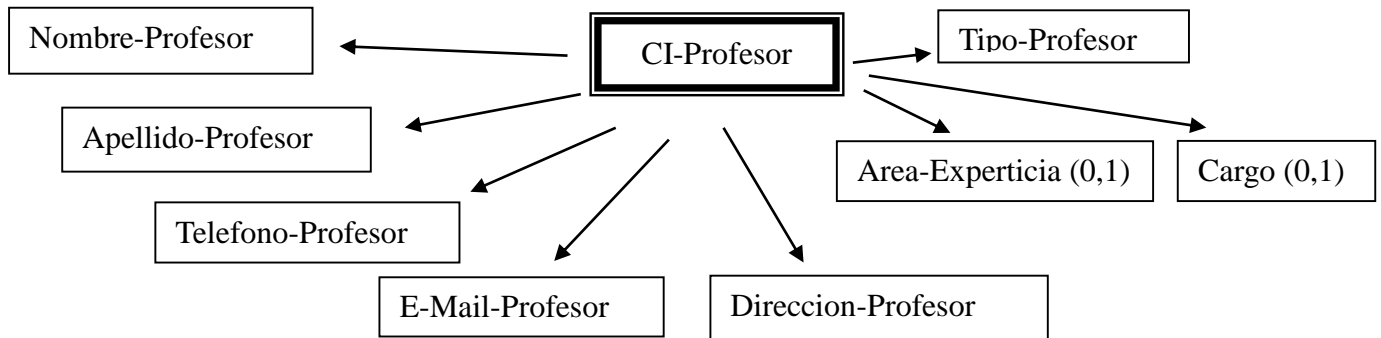 Nombre-Profesor
CI-Profesor
Tipo-Profesor
Apellido-Profesor
Area-Experticia (0,1)
Cargo (0,1)
Telefono-Profesor
E-Mail-Profesor
Direccion-Profesor